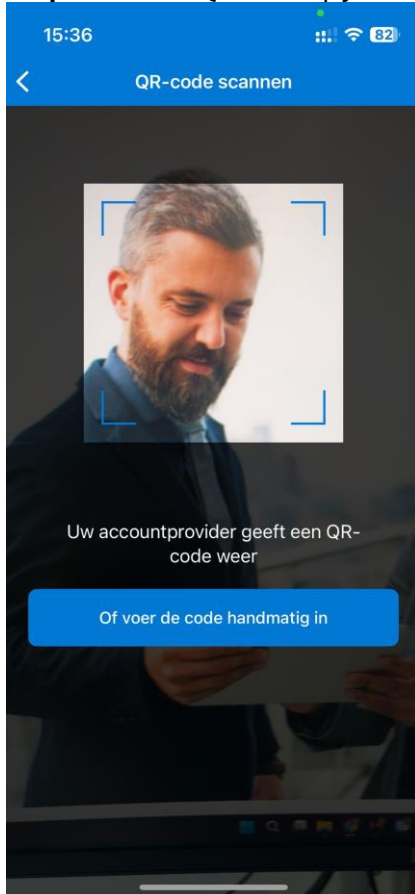 15:36
82
QR-code scannen
Uw accountprovider geeft een QR-
code weer
Of voer de code handmatig in